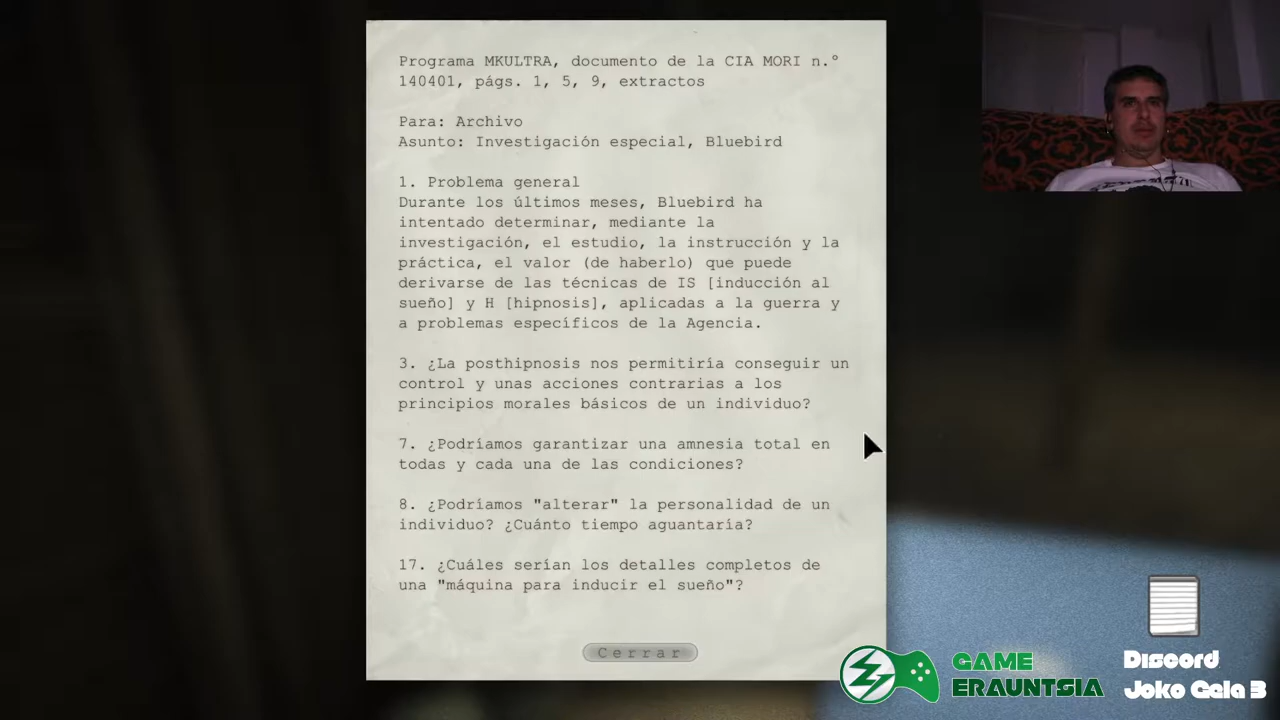 Programa MKULTRA, documento de la CIA MORI n.º
140401, págs. 1, 5, 9, extractos
Para: Archivo
Asunto: Investigación especial, Bluebird
1. Problema general
Durante los últimos meses, Bluebird ha
intentado determinar, mediante la
investigación, el estudio, la instrucción y la
práctica, el valor (de haberlo) que puede
derivarse de las técnicas de IS [inducción al
sueño] y H [hipnosis], aplicadas a la guerra y
a problemas específicos de la Agencia.
3. ¿La posthipnosis nos permitiría conseguir un
control y unas acciones contrarias a los
principios morales básicos de un individuo?
7. ¿Podríamos garantizar una amnesia total en
todas y cada una de las condiciones?
8. ¿Podríamos "alterar" la personalidad de un
individuo? ¿Cuánto tiempo aguantaría?
17. ¿Cuáles serían los detalles completos de
una "máquina para inducir el sueño"?
Cerrar
GAME
ERAUNTSIA
Discord
Joko Gela 3